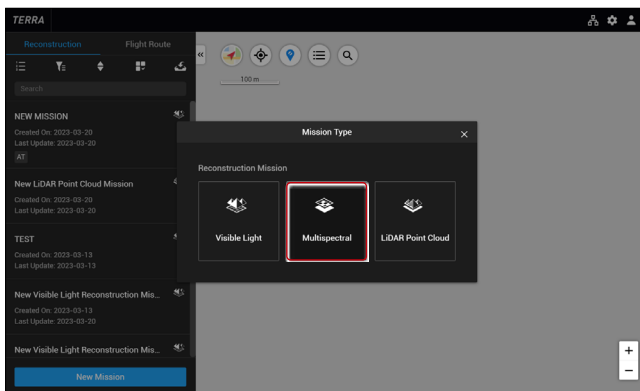 TERRA
Reconstruction
Flight Route
100 m
Search
NEW MISSION
Created On: 2023-03-20
Last Update: 2023-03-20
AT
New LiDAR Point Cloud Mission
Created On: 2023-03-20
Last Update: 2023-03-20
TEST
Created On: 2023-03-13
Last Update: 2023-03-13
New Visible Light Reconstruction Mis...
Created On: 2023-03-13
Last Update: 2023-03-20
New Visible Light Reconstruction Mis...
New Mission
Mission Type
Reconstruction Mission
Visible Light
Multispectral
LiDAR Point Cloud